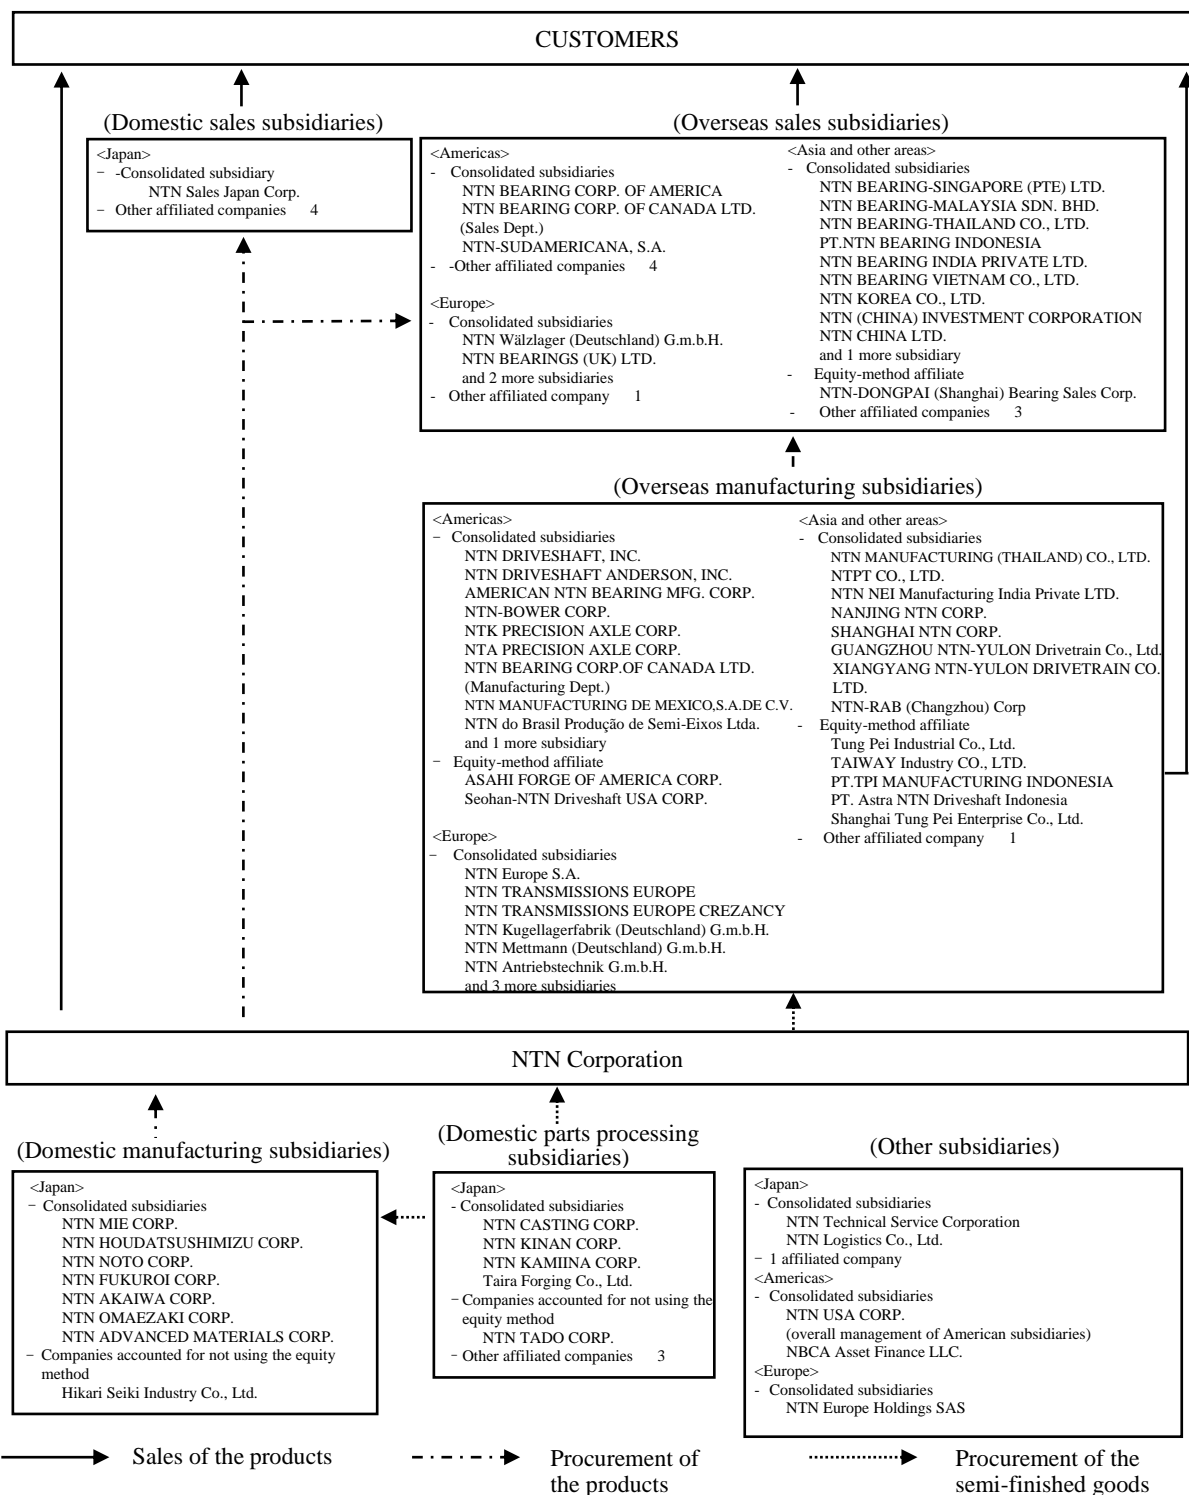 CUSTOMERS
(Domestic sales subsidiaries)
<Japan>
− -Consolidated subsidiary
NTN Sales Japan Corp.
− Other affiliated companies 4
(Overseas sales subsidiaries)
<Americas>
- Consolidated subsidiaries
NTN BEARING CORP. OF AMERICA
NTN BEARING CORP. OF CANADA LTD.
(Sales Dept.)
NTN-SUDAMERICANA, S.A.
- -Other affiliated companies 4
<Europe>
- Consolidated subsidiaries
NTN Wälzlager (Deutschland) G.m.b.H.
NTN BEARINGS (UK) LTD.
and 2 more subsidiaries
- Other affiliated company 1
<Asia and other areas>
- Consolidated subsidiaries
NTN BEARING-SINGAPORE (PTE) LTD.
NTN BEARING-MALAYSIA SDN. BHD.
NTN BEARING-THAILAND CO., LTD.
PT.NTN BEARING INDONESIA
NTN BEARING INDIA PRIVATE LTD.
NTN BEARING VIETNAM CO., LTD.
NTN KOREA CO., LTD.
NTN (CHINA) INVESTMENT CORPORATION
NTN CHINA LTD.
and 1 more subsidiary
- Equity-method affiliate
NTN-DONGPAI (Shanghai) Bearing Sales Corp.
- Other affiliated companies 3
(Overseas manufacturing subsidiaries)
<Americas>
− Consolidated subsidiaries
NTN DRIVESHAFT, INC.
NTN DRIVESHAFT ANDERSON, INC.
AMERICAN NTN BEARING MFG. CORP.
NTN-BOWER CORP.
NTK PRECISION AXLE CORP.
NTA PRECISION AXLE CORP.
NTN BEARING CORP.OF CANADA LTD.
(Manufacturing Dept.)
NTN MANUFACTURING DE MEXICO,S.A.DE C.V.
NTN do Brasil Produção de Semi-Eixos Ltda.
and 1 more subsidiary
− Equity-method affiliate
ASAHI FORGE OF AMERICA CORP.
Seohan-NTN Driveshaft USA CORP.
<Europe>
− Consolidated subsidiaries
NTN Europe S.A.
NTN TRANSMISSIONS EUROPE
NTN TRANSMISSIONS EUROPE CREZANCY
NTN Kugellagerfabrik (Deutschland) G.m.b.H.
NTN Mettmann (Deutschland) G.m.b.H.
NTN Antriebstechnik G.m.b.H.
and 3 more subsidiaries
<Asia and other areas>
- Consolidated subsidiaries
NTN MANUFACTURING (THAILAND) CO., LTD.
NTPT CO., LTD.
NTN NEI Manufacturing India Private LTD.
NANJING NTN CORP.
SHANGHAI NTN CORP.
GUANGZHOU NTN-YULON Drivetrain Co., Ltd.
XIANGYANG NTN-YULON DRIVETRAIN CO.
LTD.
NTN-RAB (Changzhou) Corp
- Equity-method affiliate
Tung Pei Industrial Co., Ltd.
TAIWAY Industry CO., LTD.
PT.TPI MANUFACTURING INDONESIA
PT. Astra NTN Driveshaft Indonesia
Shanghai Tung Pei Enterprise Co., Ltd.
- Other affiliated company 1
NTN Corporation
(Domestic manufacturing subsidiaries)
<Japan>
− Consolidated subsidiaries
NTN MIE CORP.
NTN HOUDATSUSHIMIZU CORP.
NTN NOTO CORP.
NTN FUKUROI CORP.
NTN AKAIWA CORP.
NTN OMAEZAKI CORP.
NTN ADVANCED MATERIALS CORP.
− Companies accounted for not using the equity
method
Hikari Seiki Industry Co., Ltd.
(Domestic parts processing
subsidiaries)
<Japan>
- Consolidated subsidiaries
NTN CASTING CORP.
NTN KINAN CORP.
NTN KAMIINA CORP.
Taira Forging Co., Ltd.
− Companies accounted for not using the
equity method
NTN TADO CORP.
− Other affiliated companies 3
(Other subsidiaries)
<Japan>
- Consolidated subsidiaries
NTN Technical Service Corporation
NTN Logistics Co., Ltd.
− 1 affiliated company
<Americas>
- Consolidated subsidiaries
NTN USA CORP.
(overall management of American subsidiaries)
NBCA Asset Finance LLC.
<Europe>
- Consolidated subsidiaries
NTN Europe Holdings SAS
Sales of the products
Procurement of
the products
Procurement of the
semi-finished goods